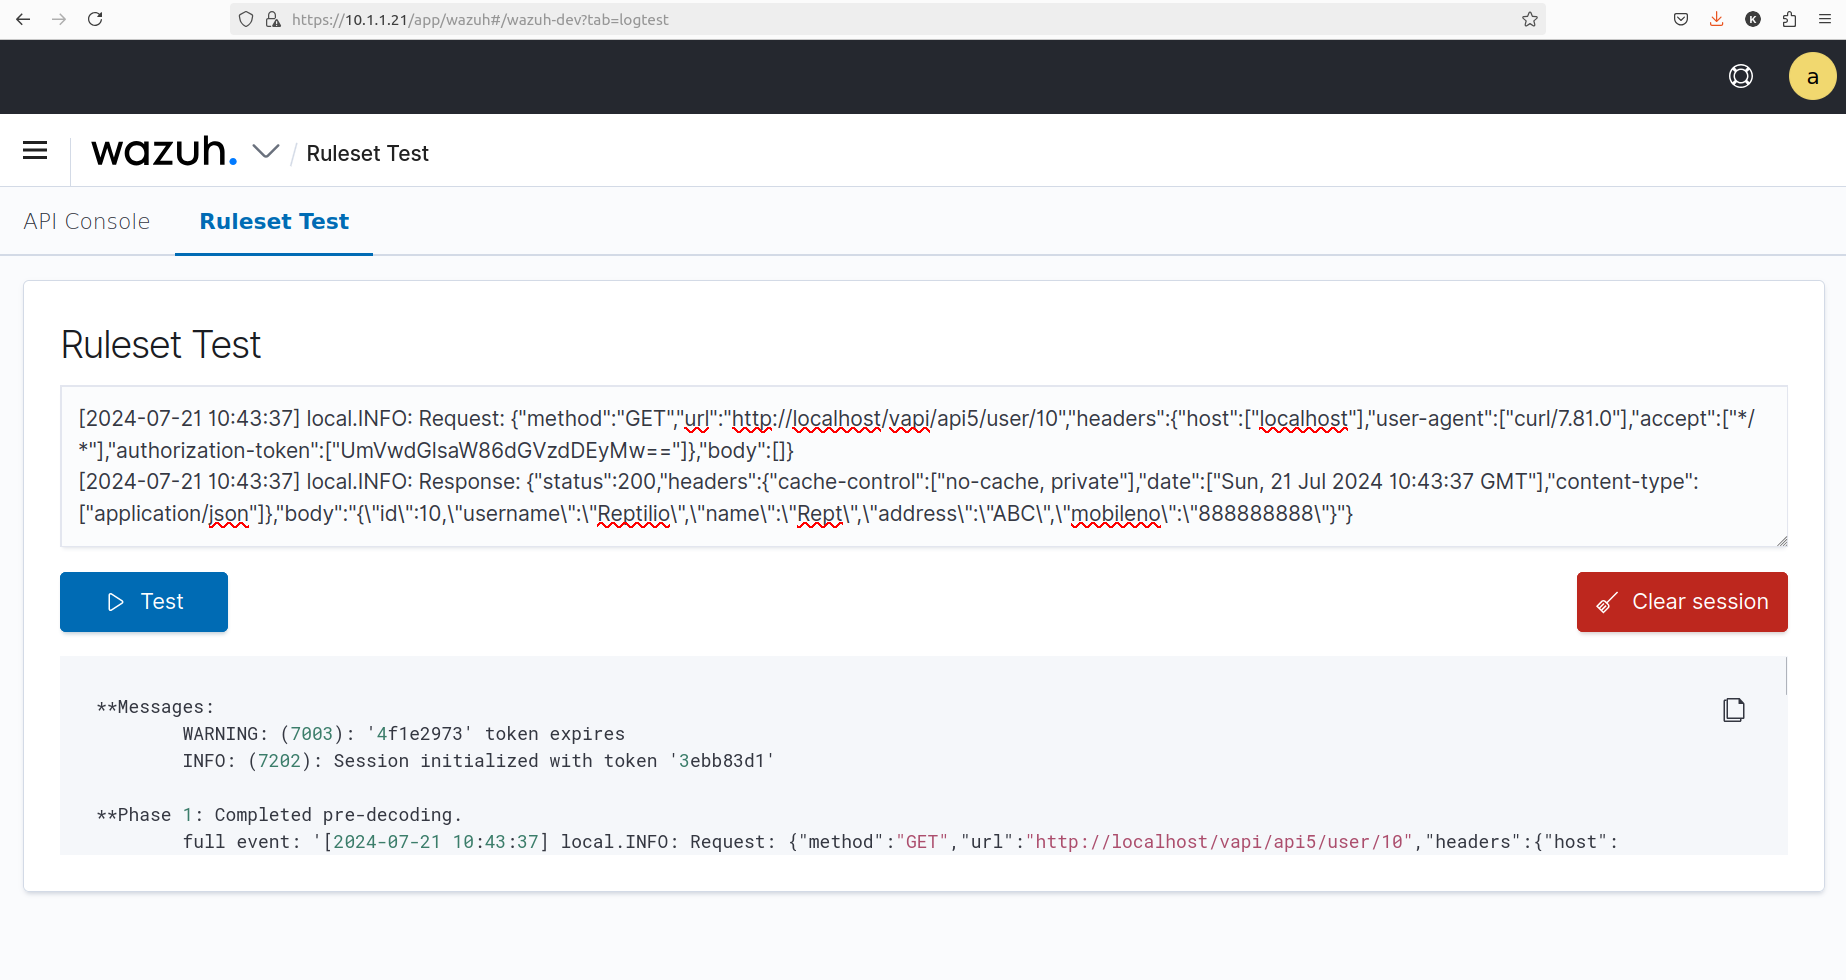 https://10.1.1.21/app/wazuh#/wazuh-dev?tab=logtest
K
a
wazuh. / Ruleset Test
API Console Ruleset Test
Ruleset Test
[2024-07-21 10:43:37] local.INFO: Request: {"method":"GET""url":"http://localhost/vapi/api5/user/10""headers":{"host":["localhost"],"user-agent":["curl/7.81.0"],"accept":["*/
*"],"authorization-token":["UmVwdGlsaW86dGVzdDEyMw=="]},"body":[]}
[2024-07-21 10:43:37] local.INFO: Response: {"status":200,"headers":{"cache-control":["no-cache, private"],"date":["Sun, 21 Jul 2024 10:43:37 GMT"],"content-type":
["application/json"]},"body":"{\"id\":10,\"username\":\"Reptilio\",\"name\":\"Rept\",\"address\":\"ABC\",\"mobileno\":\"888888888\"}"}
Test
Clear session
**Messages:
WARNING: (7003): '4f1e2973' token expires
INFO: (7202): Session initialized with token '3ebb83d1'
**Phase 1: Completed pre-decoding.
full event: '[2024-07-21 10:43:37] local.INFO: Request: {"method":"GET","url":"http://localhost/vapi/api5/user/10","headers":{"host":